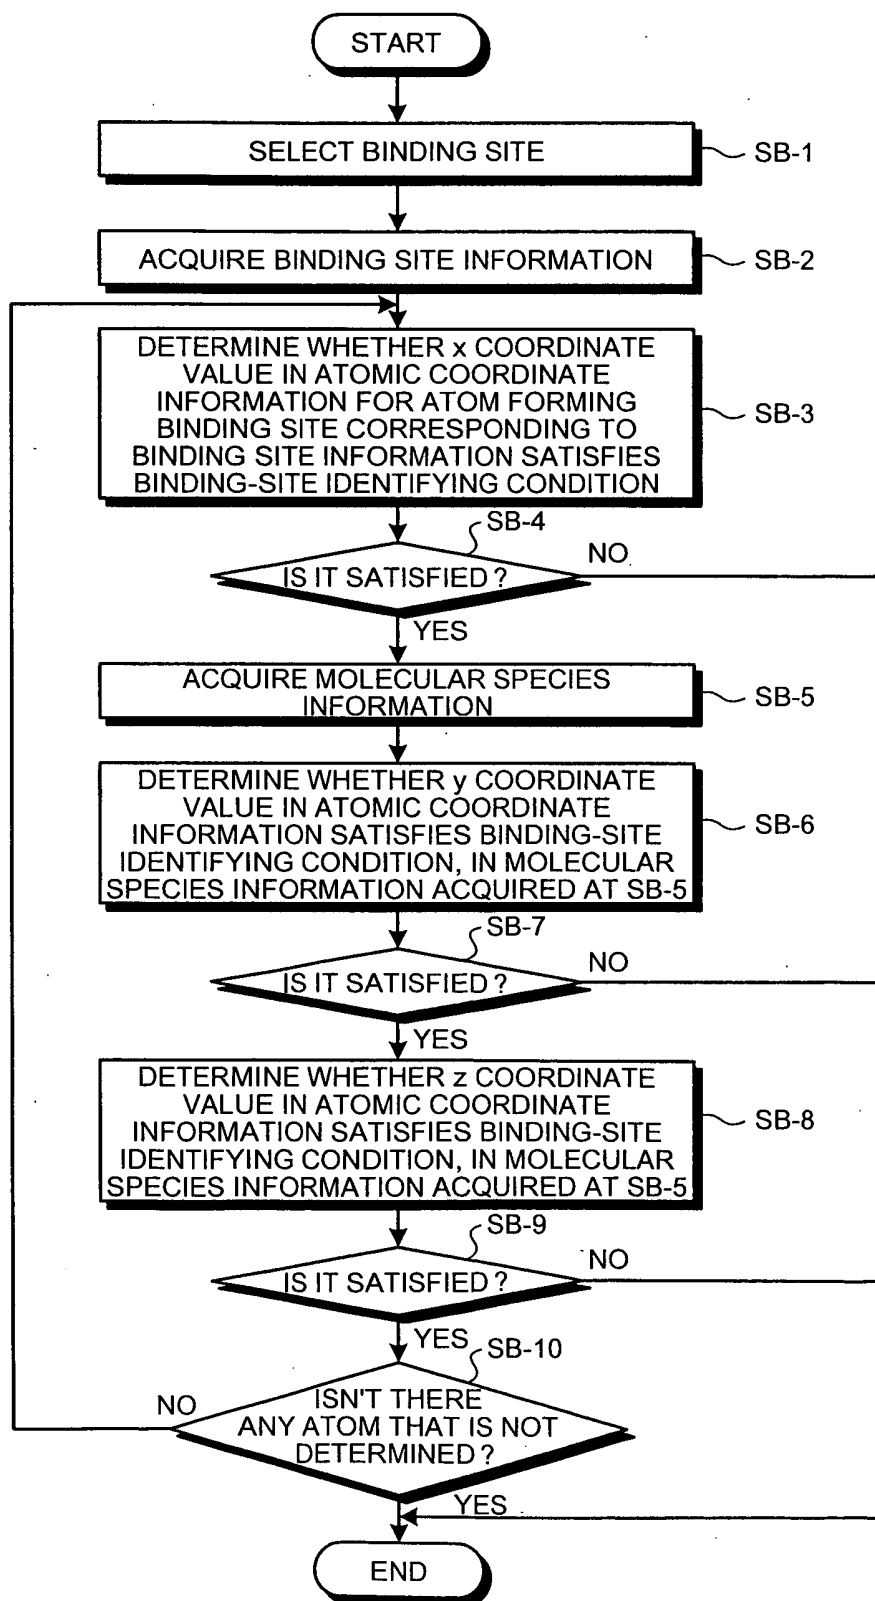 START
SELECT BINDING SITE
SB-1
ACQUIRE BINDING SITE INFORMATION
SB-2
DETERMINE WHETHER x COORDINATE
VALUE IN ATOMIC COORDINATE
INFORMATION FOR ATOM FORMING
BINDING SITE CORRESPONDING TO
BINDING SITE INFORMATION SATISFIES
BINDING-SITE IDENTIFYING CONDITION
SB-3
SB-4
IS IT SATISFIED?
NO
YES
ACQUIRE MOLECULAR SPECIES
INFORMATION
SB-5
DETERMINE WHETHER y COORDINATE
VALUE IN ATOMIC COORDINATE
INFORMATION SATISFIES BINDING-SITE
IDENTIFYING CONDITION, IN MOLECULAR
SPECIES INFORMATION ACQUIRED AT SB-5
SB-6
SB-7
IS IT SATISFIED?
NO
YES
DETERMINE WHETHER z COORDINATE
VALUE IN ATOMIC COORDINATE
INFORMATION SATISFIES BINDING-SITE
IDENTIFYING CONDITION, IN MOLECULAR
SPECIES INFORMATION ACQUIRED AT SB-5
SB-8
SB-9
IS IT SATISFIED?
NO
YES
SB-10
ISN'T THERE
ANY ATOM THAT IS NOT
DETERMINED?
NO
YES
END